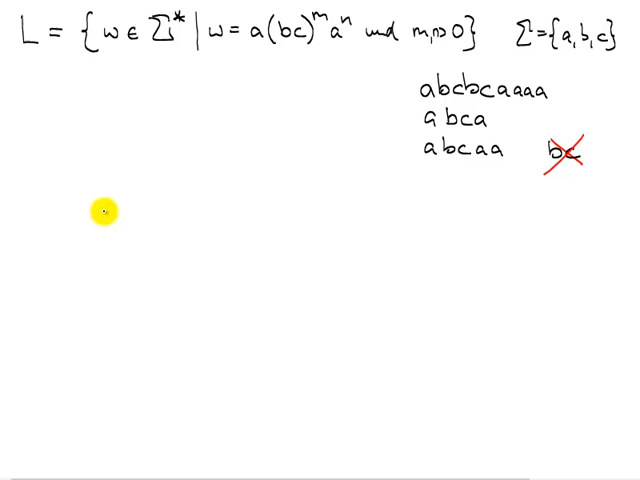 L = { w ∈ Σ* | w = a(bc)^m a^n und m,n>0} Σ={a,b,c}
abcbcaaaa
abca
abcaa bc